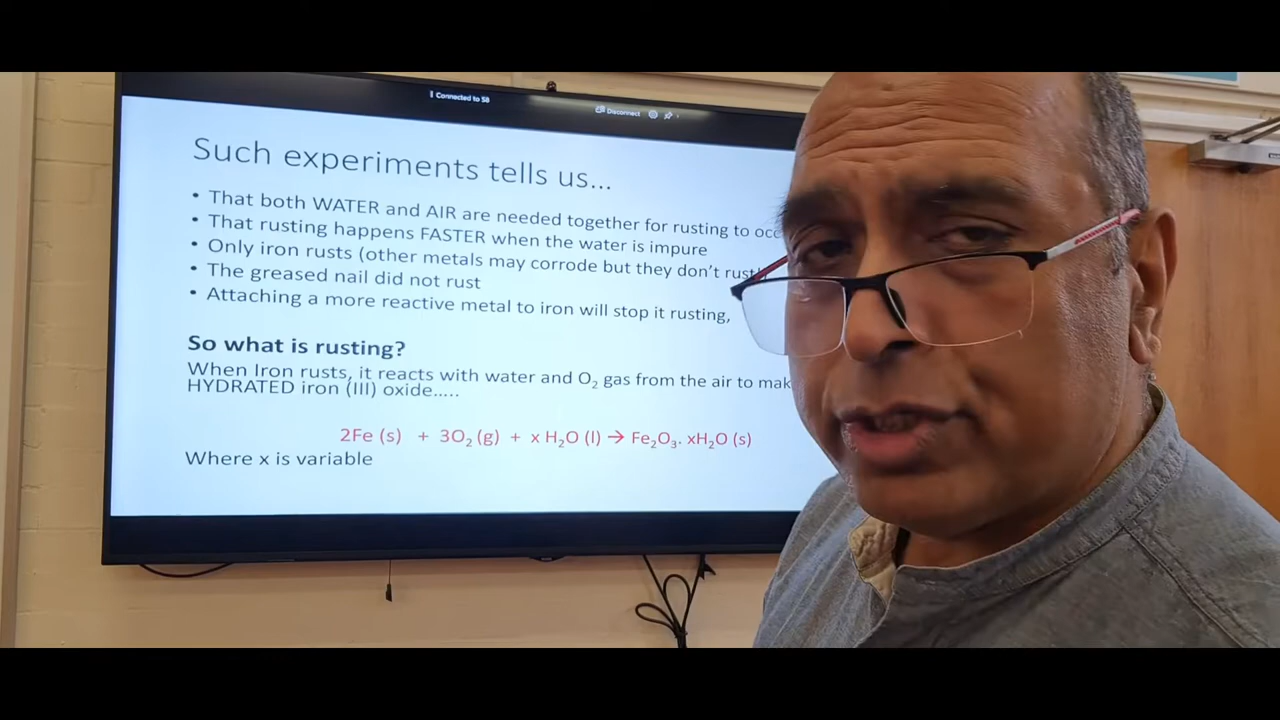 Connected to 58
Disconnect
Such experiments tells us...
• That both WATER and AIR are needed together for rusting to
• That rusting happens FASTER when the water is impure
• Only iron rusts (other metals may corrode but they don't rust
• The greased nail did not rust
• Attaching a more reactive metal to iron will stop it rusting,
So what is rusting?
When Iron rusts, it reacts with water and O₂ gas from the air to
HYDRATED iron (III) oxide.....
2Fe (s) + 3O₂ (g) + x H₂O (l) → Fe₂O₃. xH₂O (s)
Where x is variable